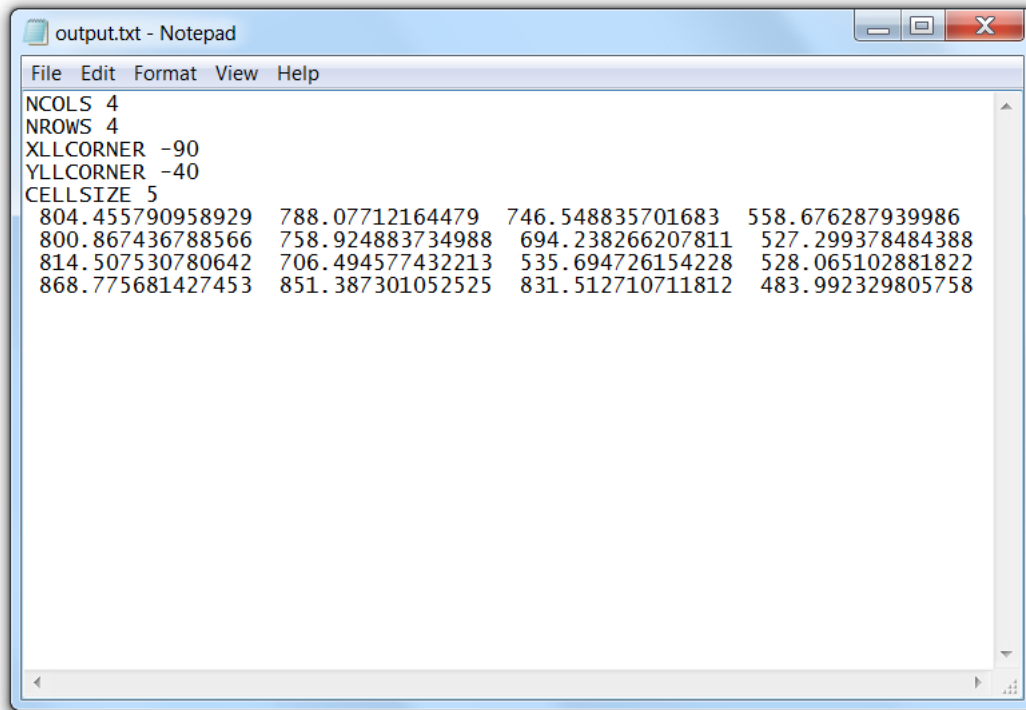 output.txt - Notepad
File Edit Format View Help
NCOLS 4
NROWS 4
XLLCORNER -90
YLLCORNER -40
CELLSIZE 5
804.455790958929 788.07712164479 746.548835701683 558.676287939986
800.867436788566 758.924883734988 694.238266207811 527.299378484388
814.507530780642 706.494577432213 535.694726154228 528.065102881822
868.775681427453 851.387301052525 831.512710711812 483.992329805758